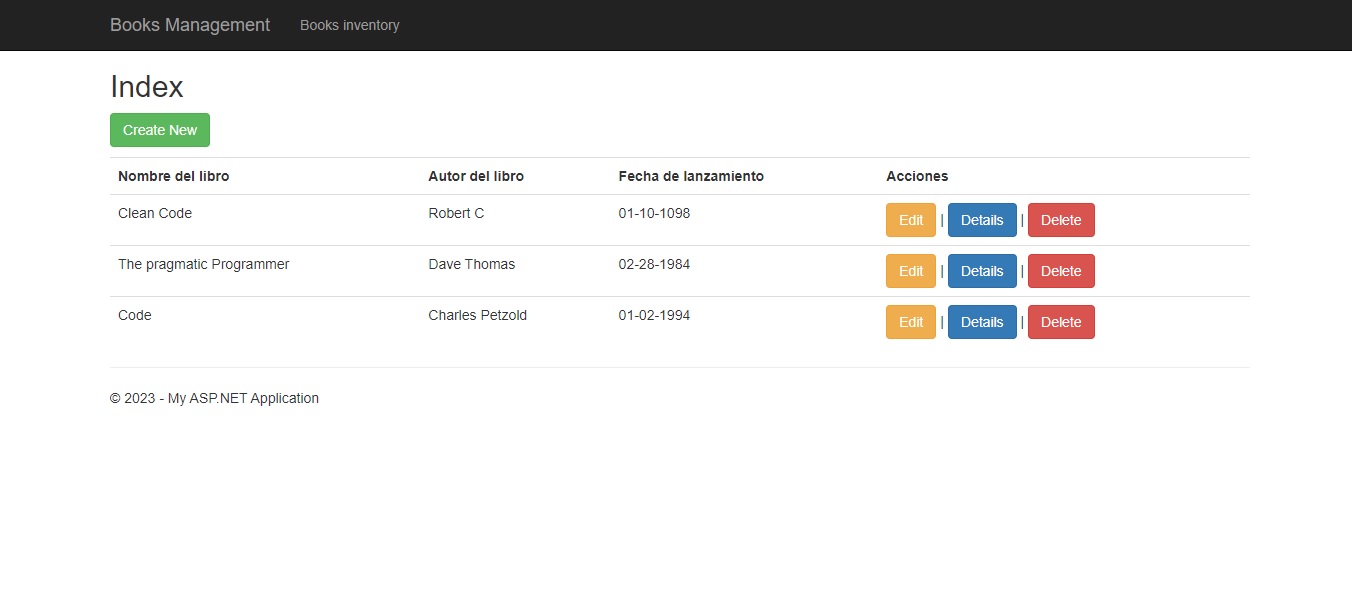 Books Management Books inventory
Index
Create New
Nombre del libro Autor del libro Fecha de lanzamiento Acciones
Clean Code Robert C 01-10-1098 Edit | Details | Delete
The pragmatic Programmer Dave Thomas 02-28-1984 Edit | Details | Delete
Code Charles Petzold 01-02-1994 Edit | Details | Delete
© 2023 - My ASP.NET Application